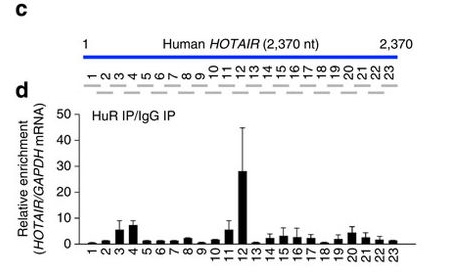 c
1 Human HOTAIR (2,370 nt) 2,370
1 2 3 4 5 6 7 8 9 10 11 12 13 14 15 16 17 18 19 20 21 22 23
d
HuR IP/IgG IP
Relative enrichment
(HOTAIR/GAPDH mRNA)
50
40
30
20
10
0
1 2 3 4 5 6 7 8 9 10 11 12 13 14 15 16 17 18 19 20 21 22 23